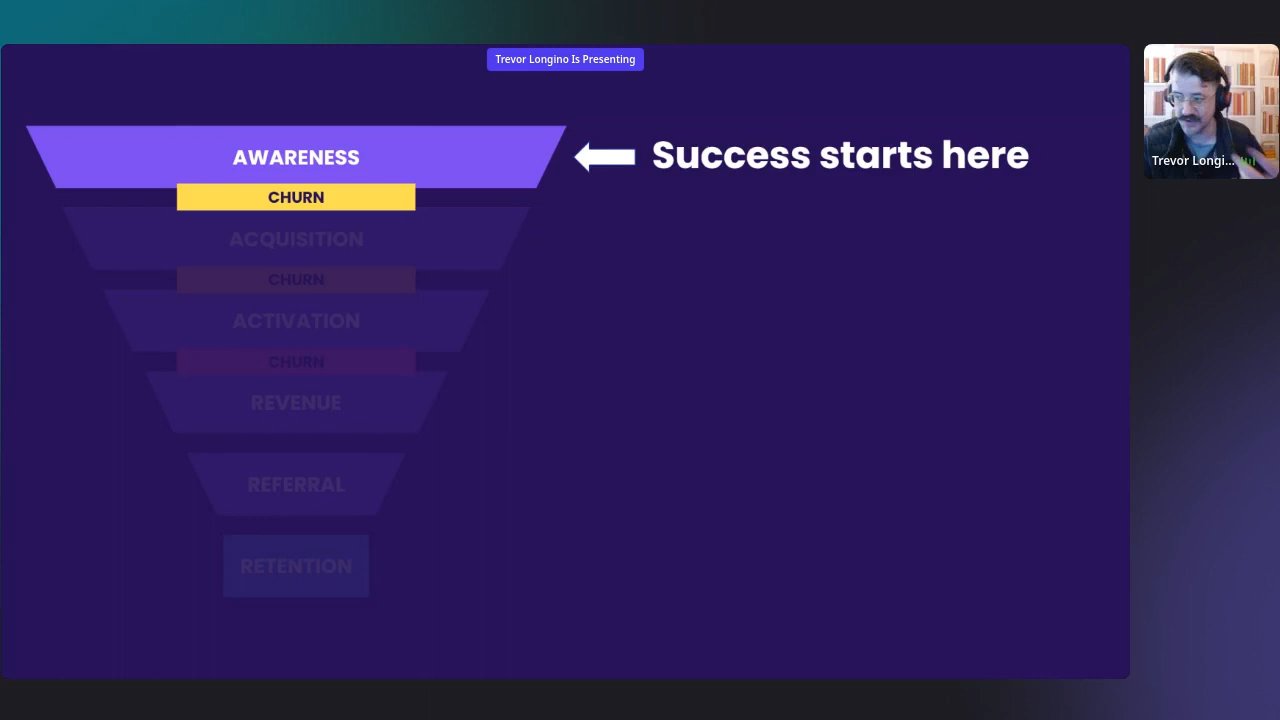 Trevor Longino Is Presenting
AWARENESS
Success starts here
CHURN
ACQUISITION
CHURN
ACTIVATION
CHURN
REVENUE
REFERRAL
RETENTION
Trevor Longi...